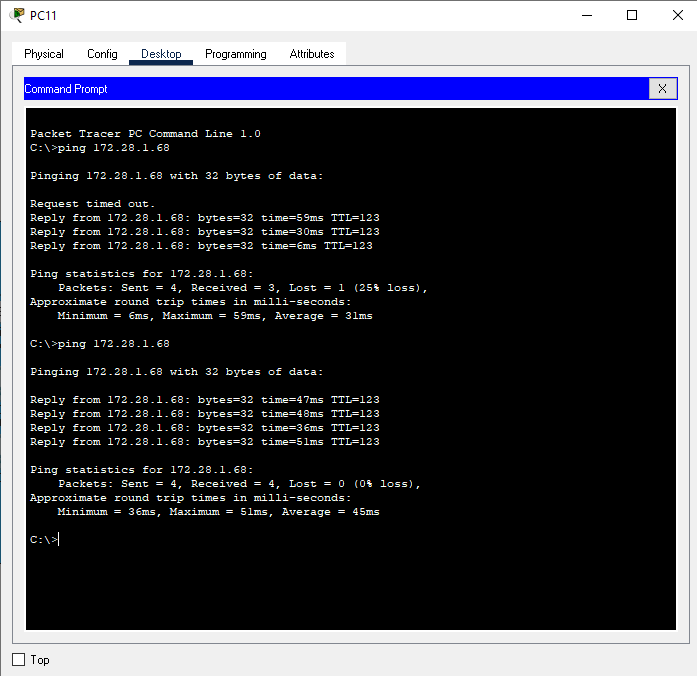 PC11
Physical Config Desktop Programming Attributes
Command Prompt X
Packet Tracer PC Command Line 1.0
C:\>ping 172.28.1.68
Pinging 172.28.1.68 with 32 bytes of data:
Request timed out.
Reply from 172.28.1.68: bytes=32 time=59ms TTL=123
Reply from 172.28.1.68: bytes=32 time=30ms TTL=123
Reply from 172.28.1.68: bytes=32 time=6ms TTL=123
Ping statistics for 172.28.1.68:
Packets: Sent = 4, Received = 3, Lost = 1 (25% loss),
Approximate round trip times in milli-seconds:
Minimum = 6ms, Maximum = 59ms, Average = 31ms
C:\>ping 172.28.1.68
Pinging 172.28.1.68 with 32 bytes of data:
Reply from 172.28.1.68: bytes=32 time=47ms TTL=123
Reply from 172.28.1.68: bytes=32 time=48ms TTL=123
Reply from 172.28.1.68: bytes=32 time=36ms TTL=123
Reply from 172.28.1.68: bytes=32 time=51ms TTL=123
Ping statistics for 172.28.1.68:
Packets: Sent = 4, Received = 4, Lost = 0 (0% loss),
Approximate round trip times in milli-seconds:
Minimum = 36ms, Maximum = 51ms, Average = 45ms
C:\>
Top